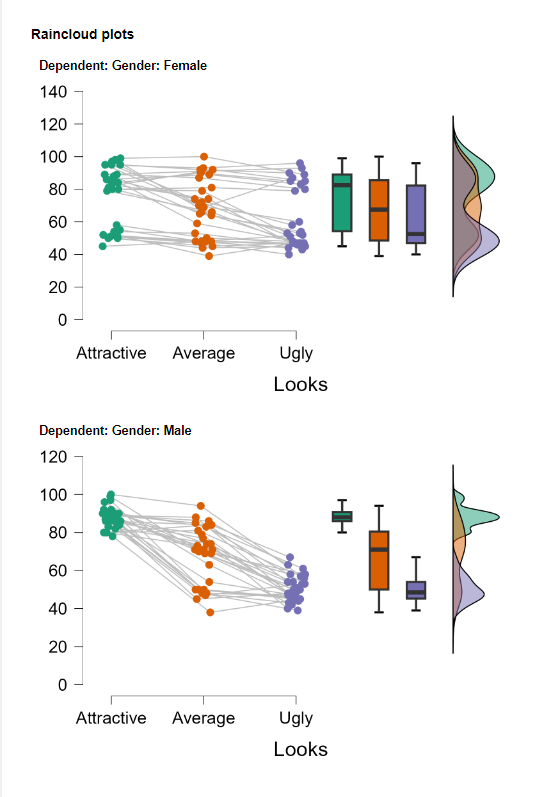 Raincloud plots
Dependent: Gender: Female
140
120
100
80
60
40
20
0
Attractive Average Ugly
Looks
Dependent: Gender: Male
120
100
80
60
40
20
0
Attractive Average Ugly
Looks